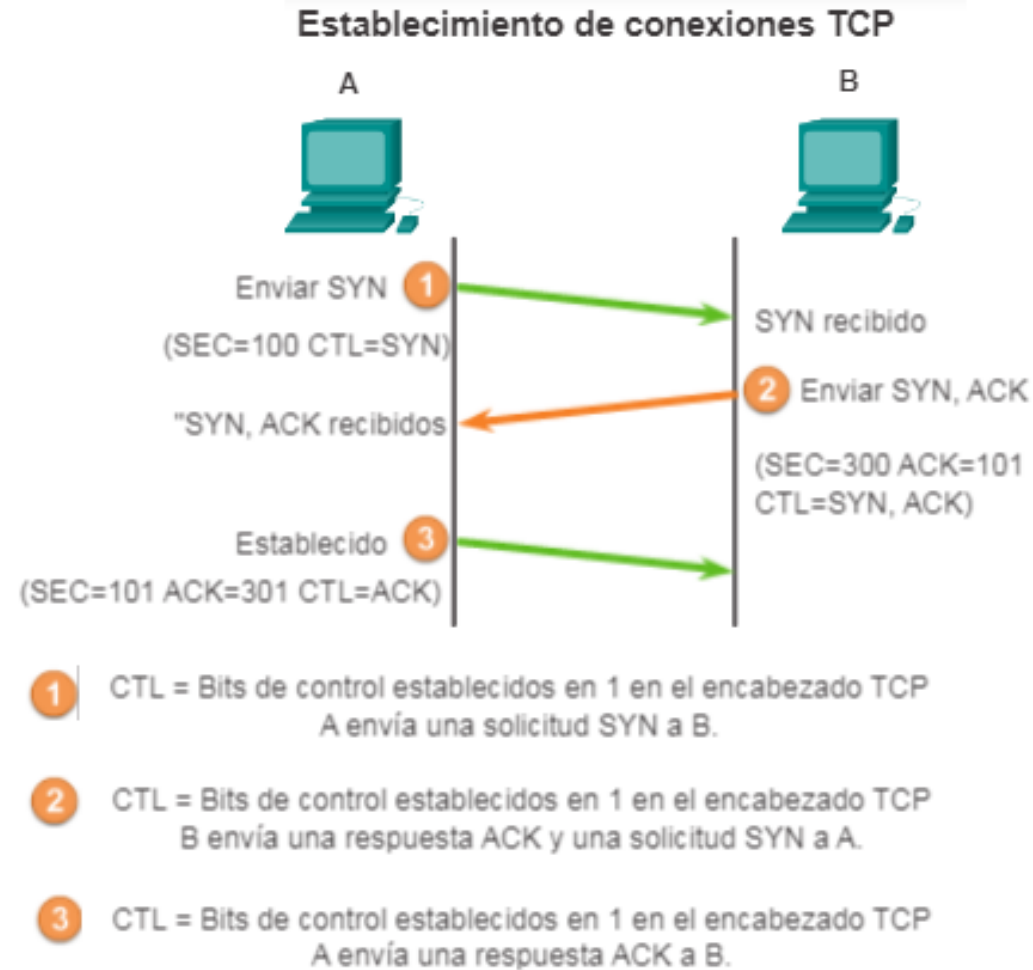 Establecimiento de conexiones TCP
A
B
Enviar SYN 1
(SEC=100 CTL=SYN)
SYN recibido
2 Enviar SYN, ACK
"SYN, ACK recibidos
(SEC=300 ACK=101
CTL=SYN, ACK)
Establecido 3
(SEC=101 ACK=301 CTL=ACK)
1 CTL = Bits de control establecidos en 1 en el encabezado TCP
A envía una solicitud SYN a B.
2 CTL = Bits de control establecidos en 1 en el encabezado TCP
B envía una respuesta ACK y una solicitud SYN a A.
3 CTL = Bits de control establecidos en 1 en el encabezado TCP
A envía una respuesta ACK a B.